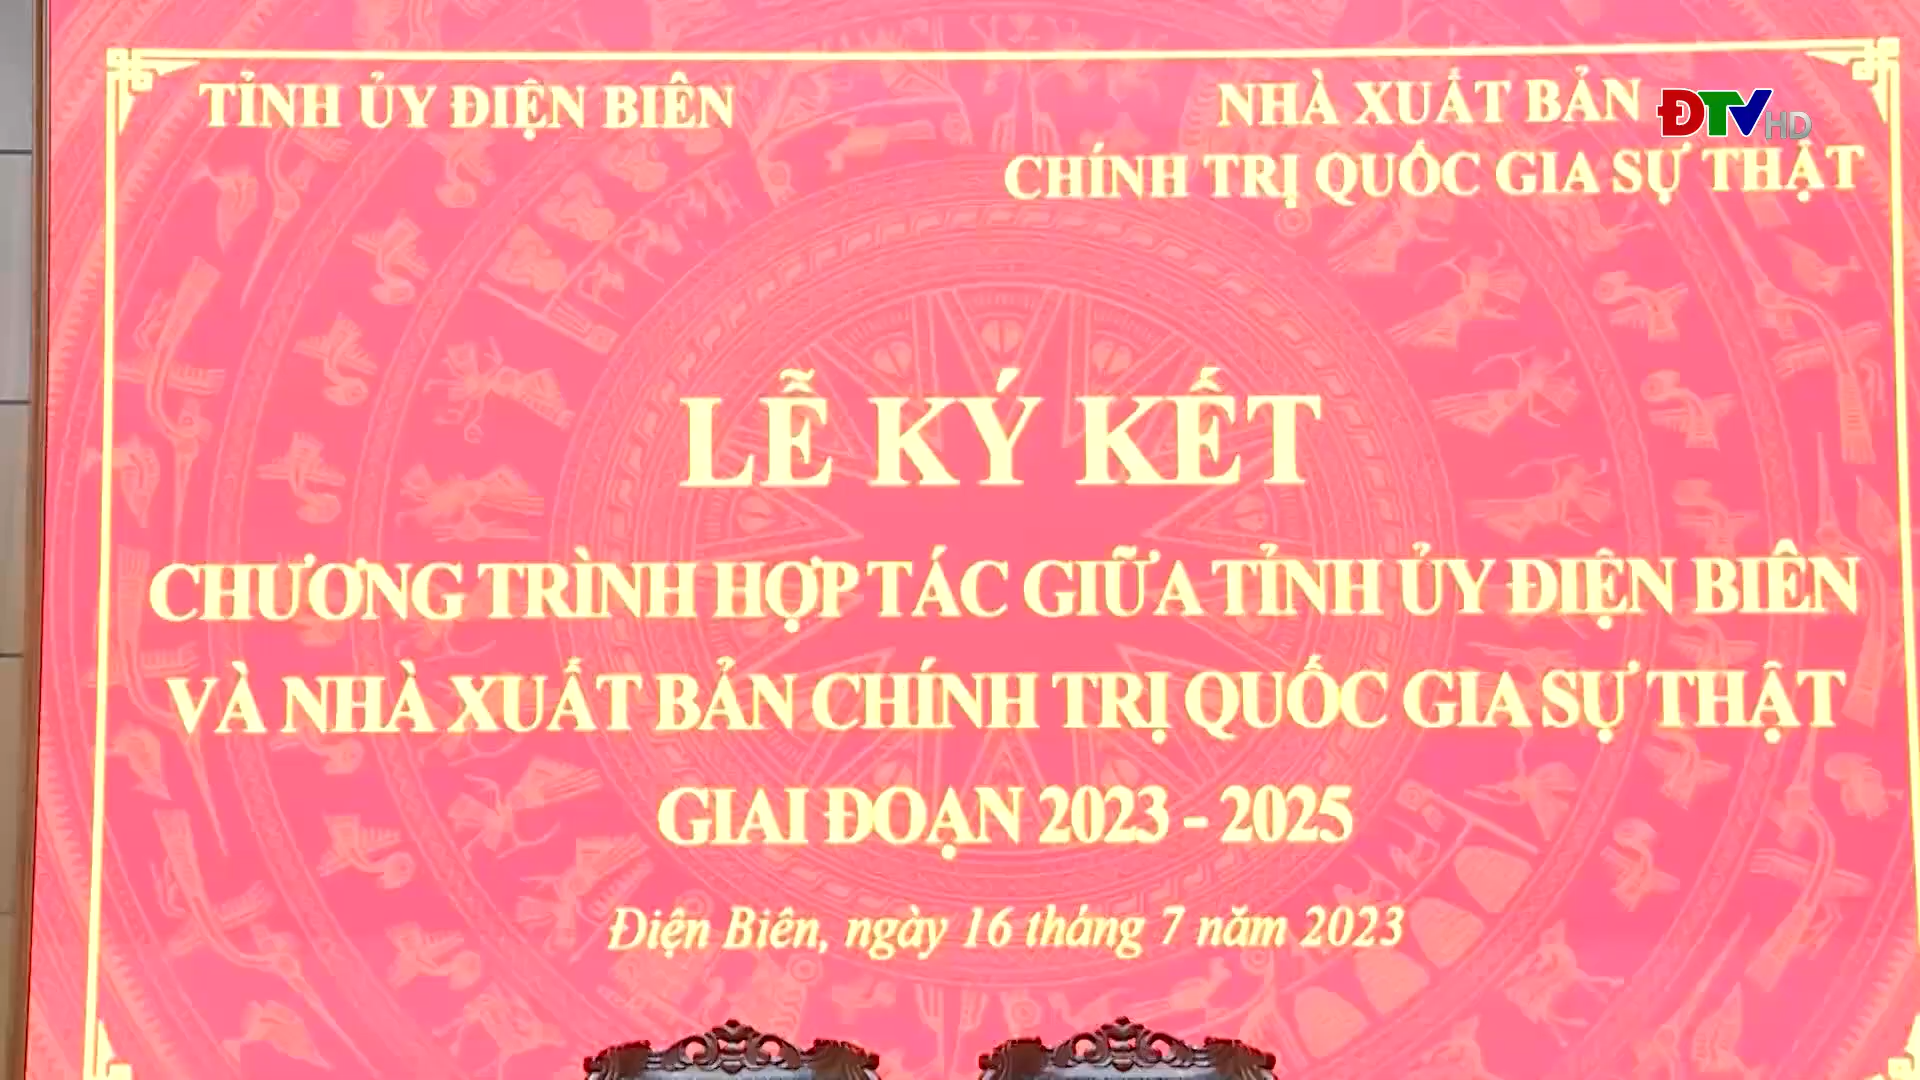 TỈNH ỦY ĐIỆN BIÊN
NHÀ XUẤT BẢN
CHÍNH TRỊ QUỐC GIA SỰ THẬT
ĐTV HD
LỄ KÝ KẾT
CHƯƠNG TRÌNH HỢP TÁC GIỮA TỈNH ỦY ĐIỆN BIÊN
VÀ NHÀ XUẤT BẢN CHÍNH TRỊ QUỐC GIA SỰ THẬT
GIAI ĐOẠN 2023 - 2025
Điện Biên, ngày 16 tháng 7 năm 2023